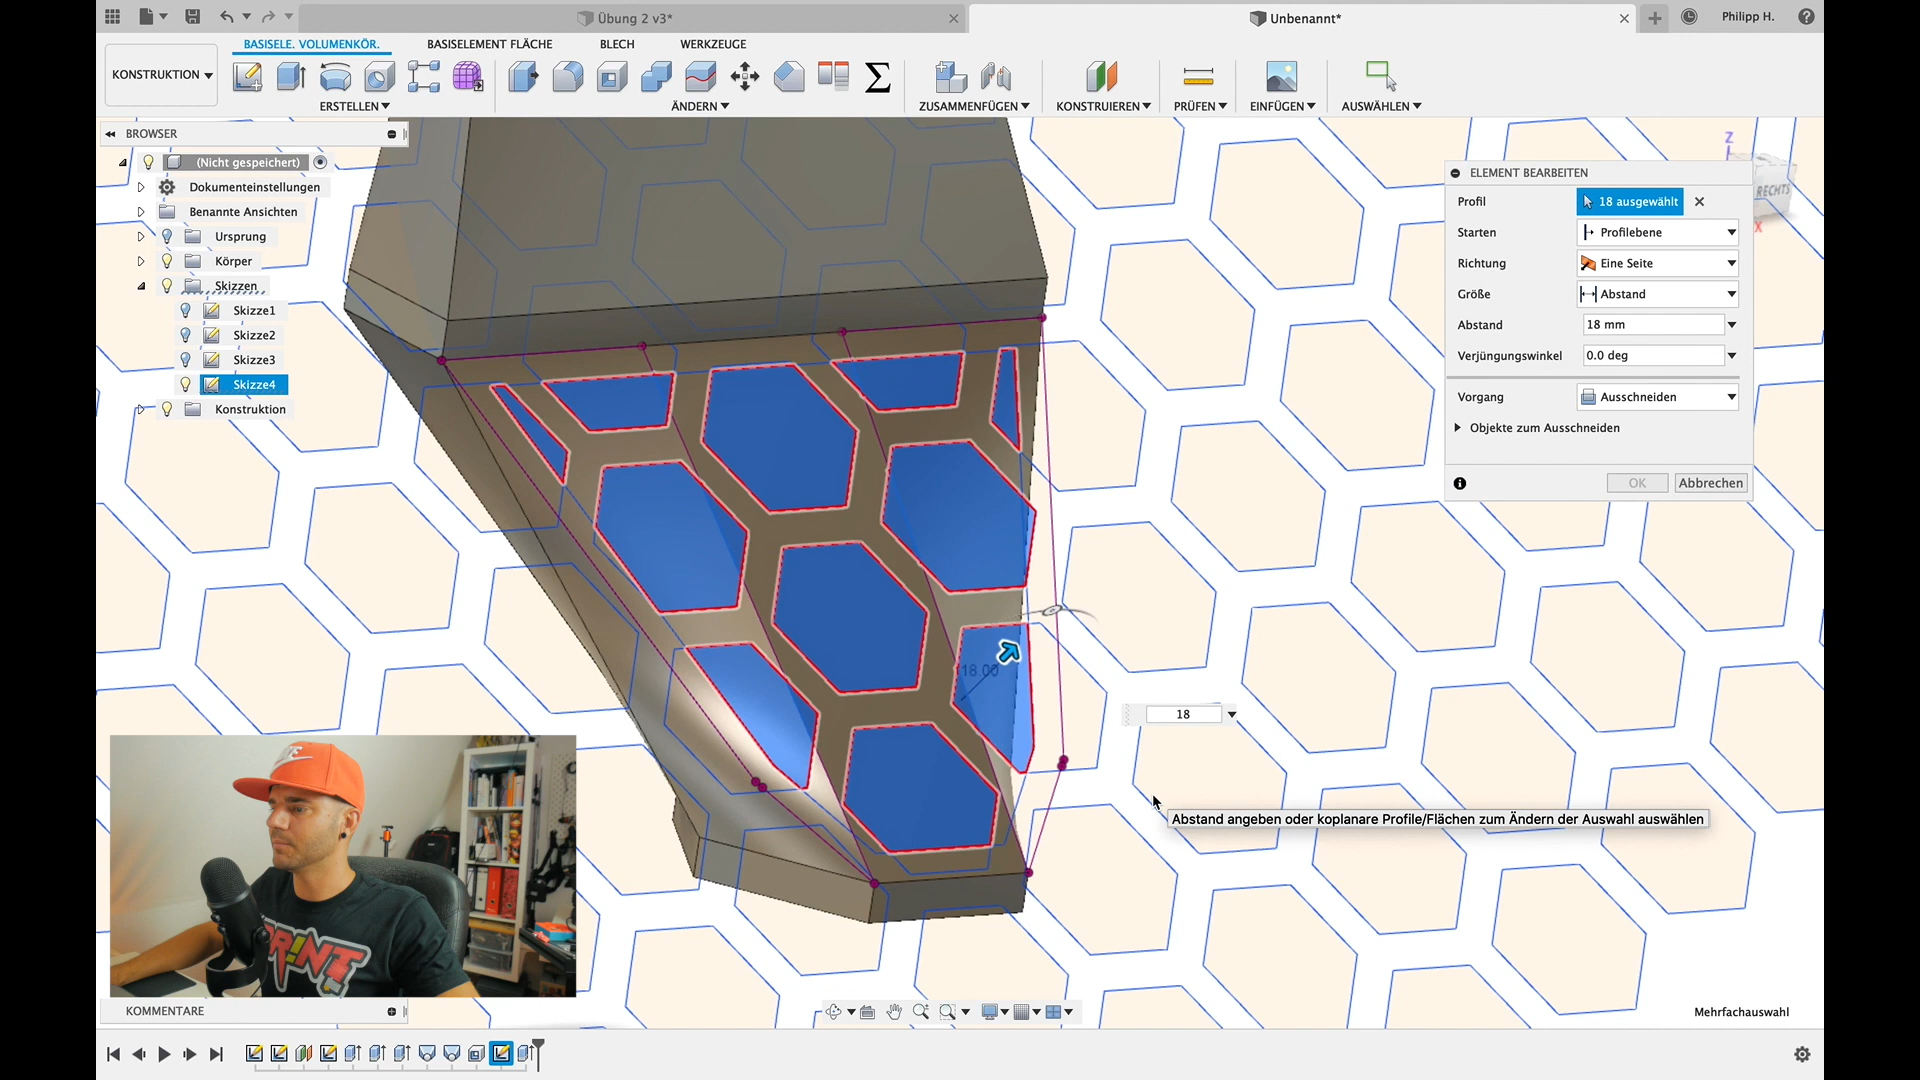 Übung 2 v3*
Unbenannt*
Philipp H.
KONSTRUKTION
BASISELE. VOLUMENKÖR.
BASISELEMENT FLÄCHE
BLECH
WERKZEUGE
ERSTELLEN
ÄNDERN
ZUSAMMENFÜGEN
KONSTRUIEREN
PRÜFEN
EINFÜGEN
AUSWÄHLEN
BROWSER
(Nicht gespeichert)
Dokumenteinstellungen
Benannte Ansichten
Ursprung
Körper
Skizzen
Skizze1
Skizze2
Skizze3
Skizze4
Konstruktion
Z
RECHTS
X
ELEMENT BEARBEITEN
Profil
18 ausgewählt
Starten
Profilebene
Richtung
Eine Seite
Größe
Abstand
Abstand
18 mm
Verjüngungswinkel
0.0 deg
Vorgang
Ausschneiden
Objekte zum Ausschneiden
OK
Abbrechen
18.00
18
Abstand angeben oder koplanare Profile/Flächen zum Ändern der Auswahl auswählen
KOMMENTARE
Mehrfachauswahl